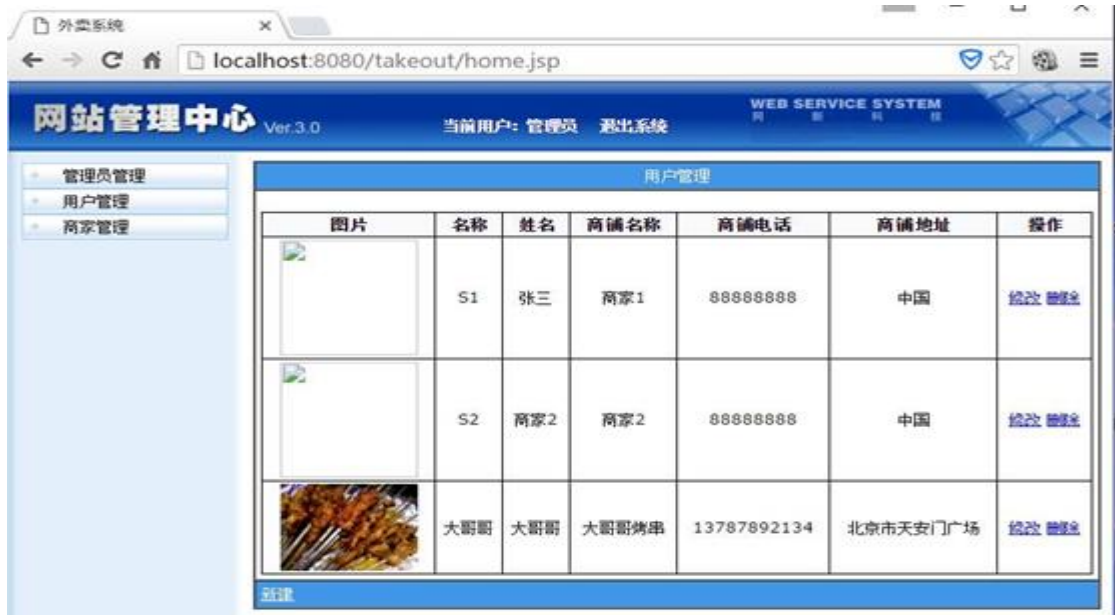 外卖系统
localhost:8080/takeout/home.jsp
网站管理中心 Ver.3.0
当前用户：管理员 退出系统
WEB SERVICE SYSTEM
管理员管理
用户管理
商家管理
用户管理
图片 名称 姓名 商铺名称 商铺电话 商铺地址 操作
S1 张三 商家1 88888888 中国 修改 删除
S2 商家2 商家2 88888888 中国 修改 删除
大哥哥 大哥哥 大哥哥烤串 13787892134 北京市天安门广场 修改 删除
新建